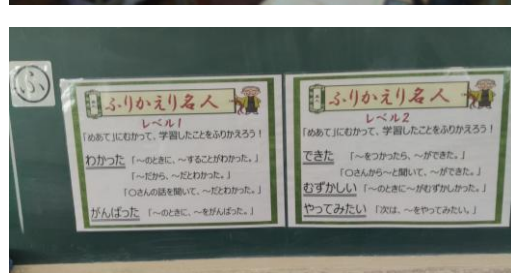 ふ
ふりかえり名人
レベル1
「めあて」にむかって、学習したことをふりかえろう！
わかった 「～のときに、～することがわかった。」
「～だから、～だとわかった。」
「○さんの話を聞いて、～だとわかった。」
がんばった 「～のときに、～をがんばった。」
ふりかえり名人
レベル2
「めあて」にむかって、学習したことをふりかえろう！
できた 「～をつかったら、～ができた。」
「○さんから～と聞いて、～ができた。」
むずかしい 「～のときに～がむずかしかった。」
やってみたい 「次は、～をやってみたい。」